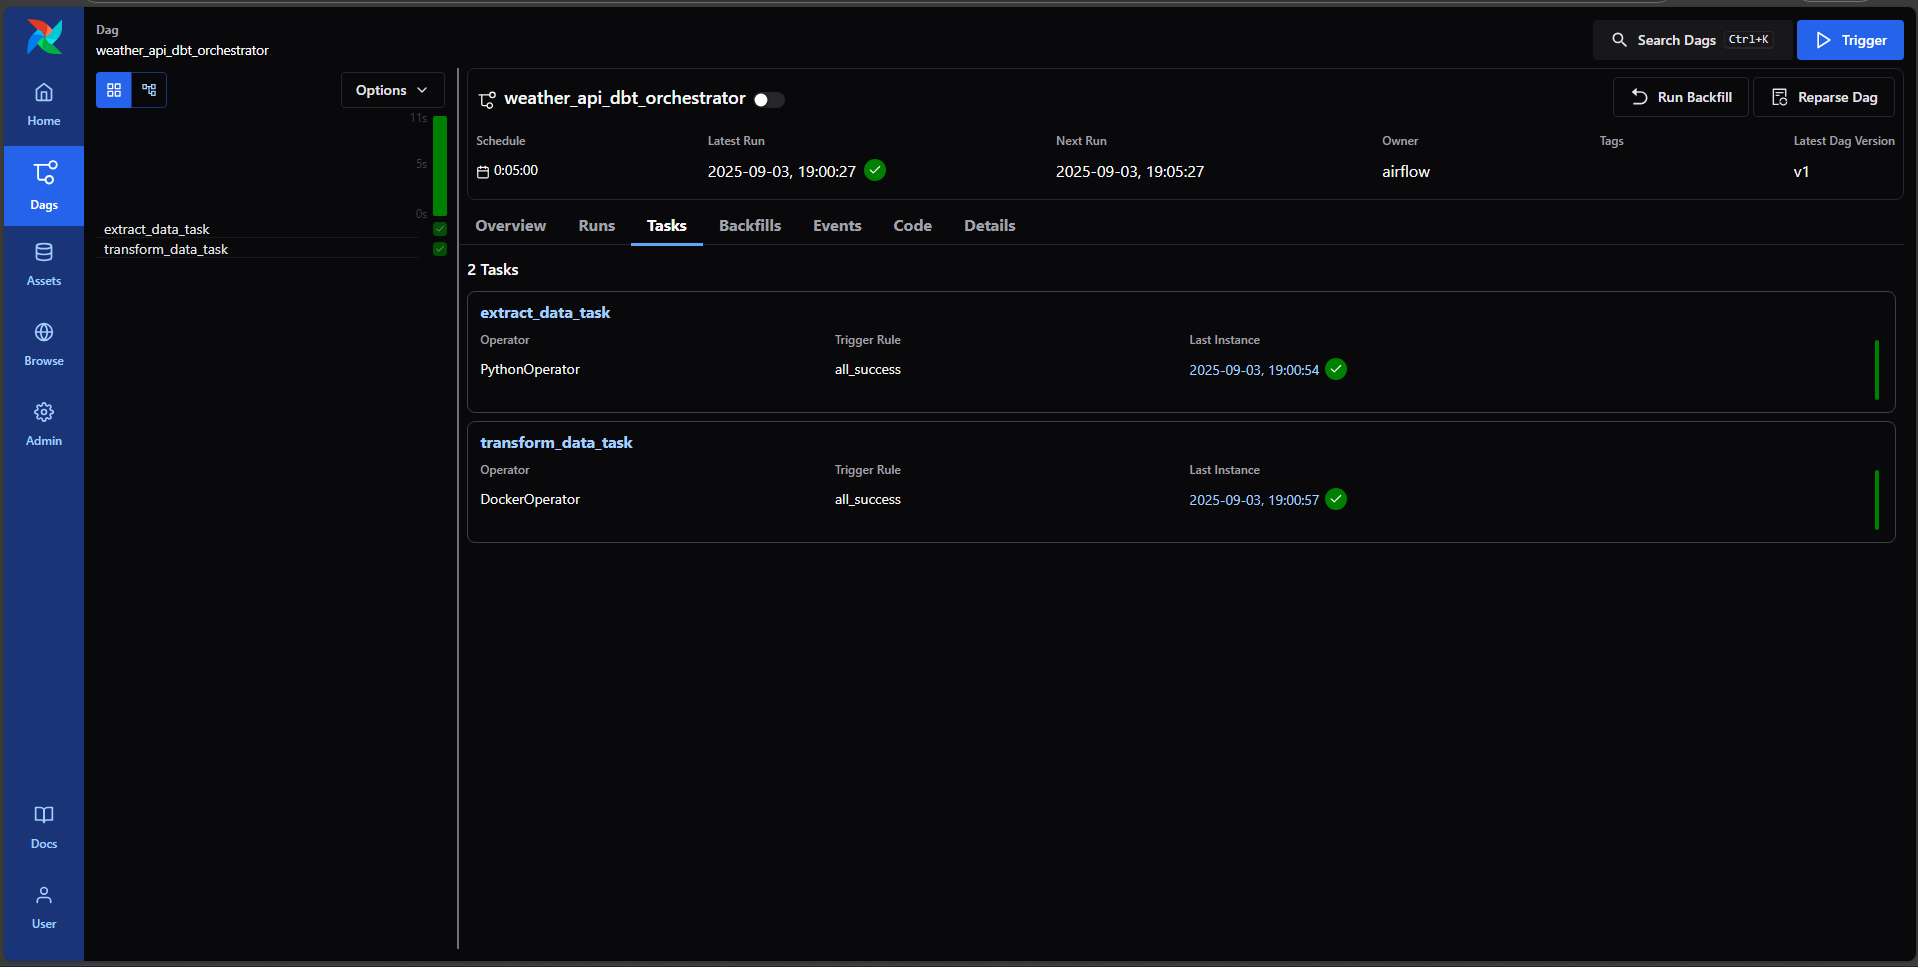 Dag
weather_api_dbt_orchestrator
Search Dags Ctrl+K
Trigger
Home
Dags
Assets
Browse
Admin
Docs
User
Options
11s
5s
0s
extract_data_task
transform_data_task
weather_api_dbt_orchestrator
Run Backfill
Reparse Dag
Schedule Latest Run Next Run Owner Tags Latest Dag Version
0:05:00 2025-09-03, 19:00:27 2025-09-03, 19:05:27 airflow v1
Overview Runs Tasks Backfills Events Code Details
2 Tasks
extract_data_task
Operator Trigger Rule Last Instance
PythonOperator all_success 2025-09-03, 19:00:54
transform_data_task
Operator Trigger Rule Last Instance
DockerOperator all_success 2025-09-03, 19:00:57